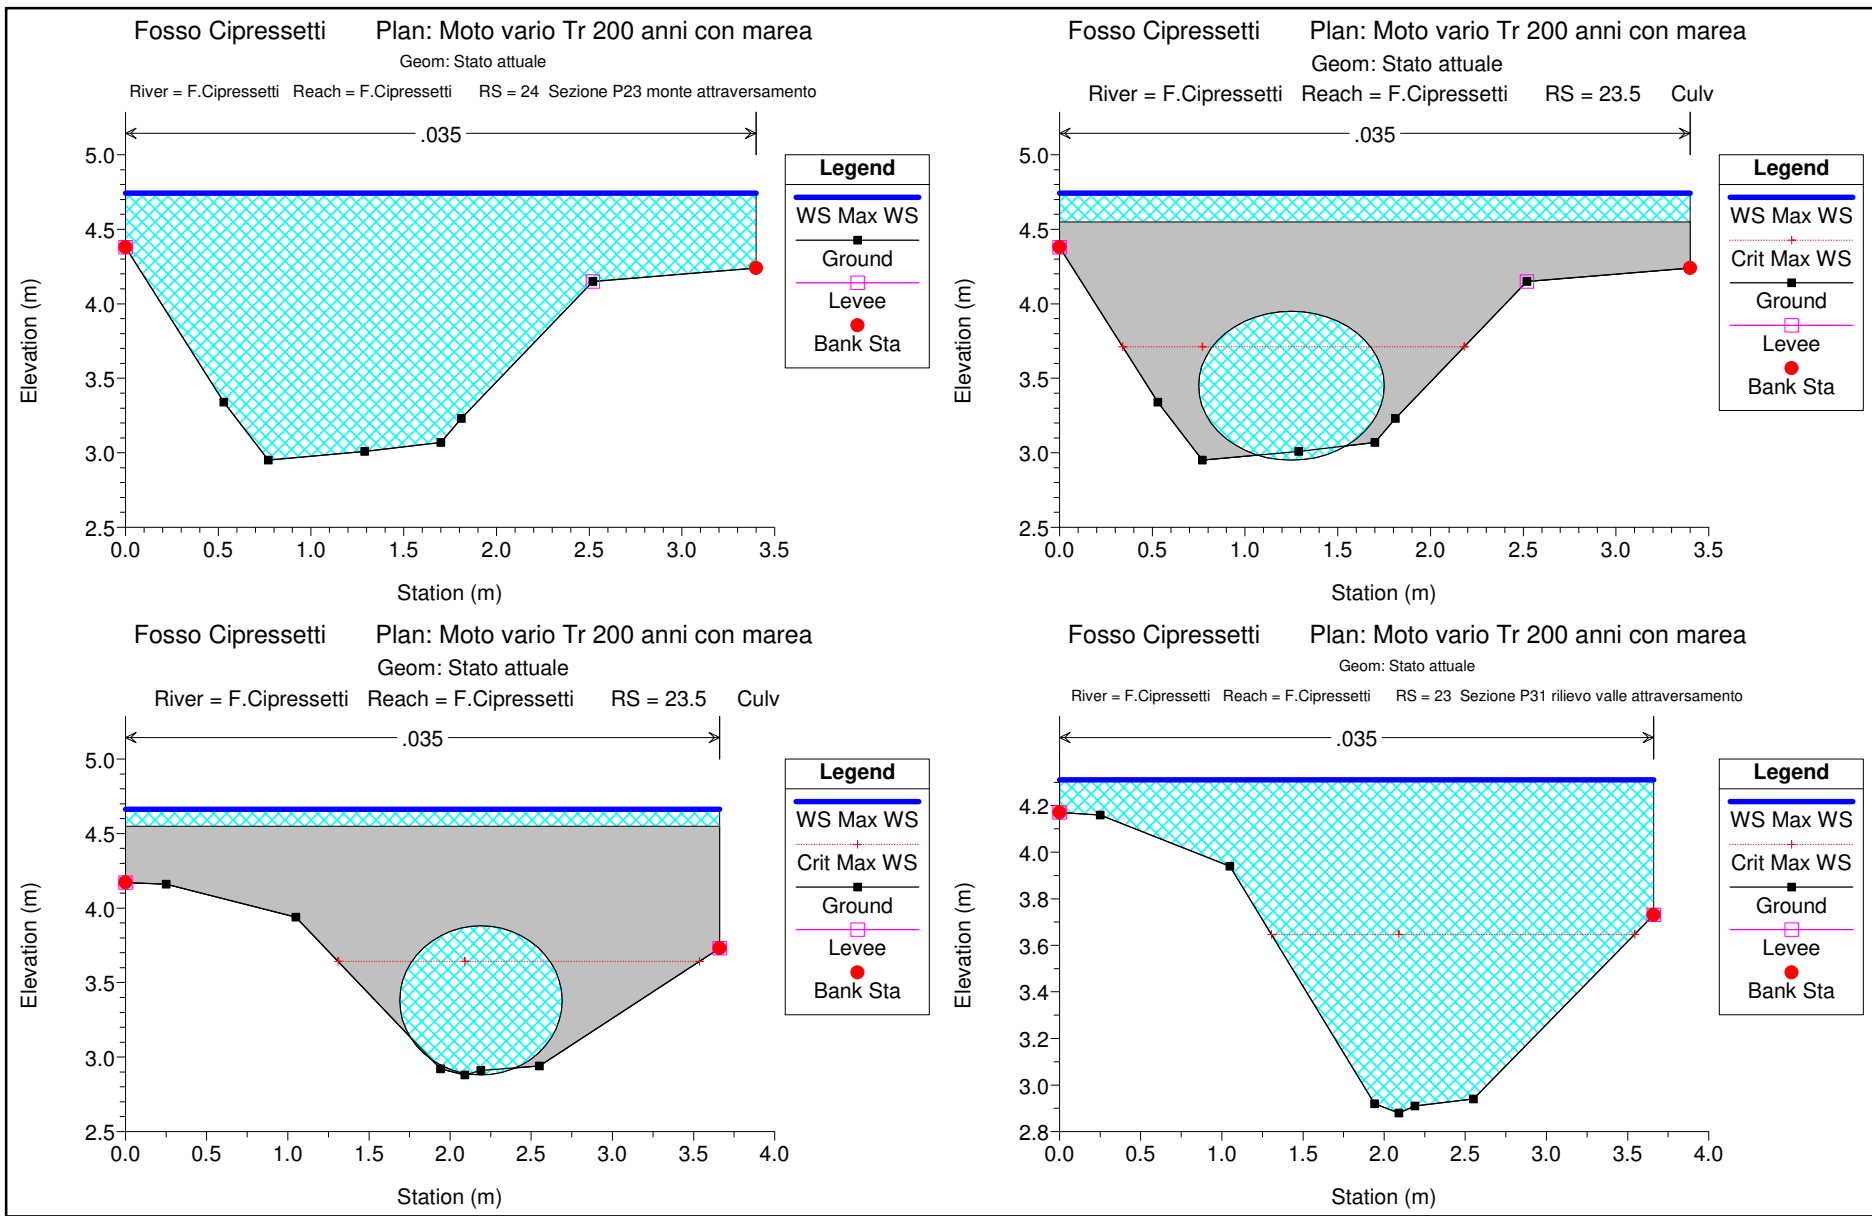 Fosso Cipressetti Plan: Moto vario Tr 200 anni con marea
Geom: Stato attuale
River = F.Cipressetti Reach = F.Cipressetti RS = 24 Sezione P23 monte attraversamento
.035
5.0
4.5
4.0
3.5
3.0
2.5
0.0 0.5 1.0 1.5 2.0 2.5 3.0 3.5
Elevation (m)
Station (m)
Legend
WS Max WS
Ground
Levee
Bank Sta
Fosso Cipressetti Plan: Moto vario Tr 200 anni con marea
Geom: Stato attuale
River = F.Cipressetti Reach = F.Cipressetti RS = 23.5 Culv
.035
5.0
4.5
4.0
3.5
3.0
2.5
0.0 0.5 1.0 1.5 2.0 2.5 3.0 3.5
Elevation (m)
Station (m)
Legend
WS Max WS
Crit Max WS
Ground
Levee
Bank Sta
Fosso Cipressetti Plan: Moto vario Tr 200 anni con marea
Geom: Stato attuale
River = F.Cipressetti Reach = F.Cipressetti RS = 23.5 Culv
.035
5.0
4.5
4.0
3.5
3.0
2.5
0.0 0.5 1.0 1.5 2.0 2.5 3.0 3.5 4.0
Elevation (m)
Station (m)
Legend
WS Max WS
Crit Max WS
Ground
Levee
Bank Sta
Fosso Cipressetti Plan: Moto vario Tr 200 anni con marea
Geom: Stato attuale
River = F.Cipressetti Reach = F.Cipressetti RS = 23 Sezione P31 rilievo valle attraversamento
.035
4.2
4.0
3.8
3.6
3.4
3.2
3.0
2.8
0.0 0.5 1.0 1.5 2.0 2.5 3.0 3.5 4.0
Elevation (m)
Station (m)
Legend
WS Max WS
Crit Max WS
Ground
Levee
Bank Sta